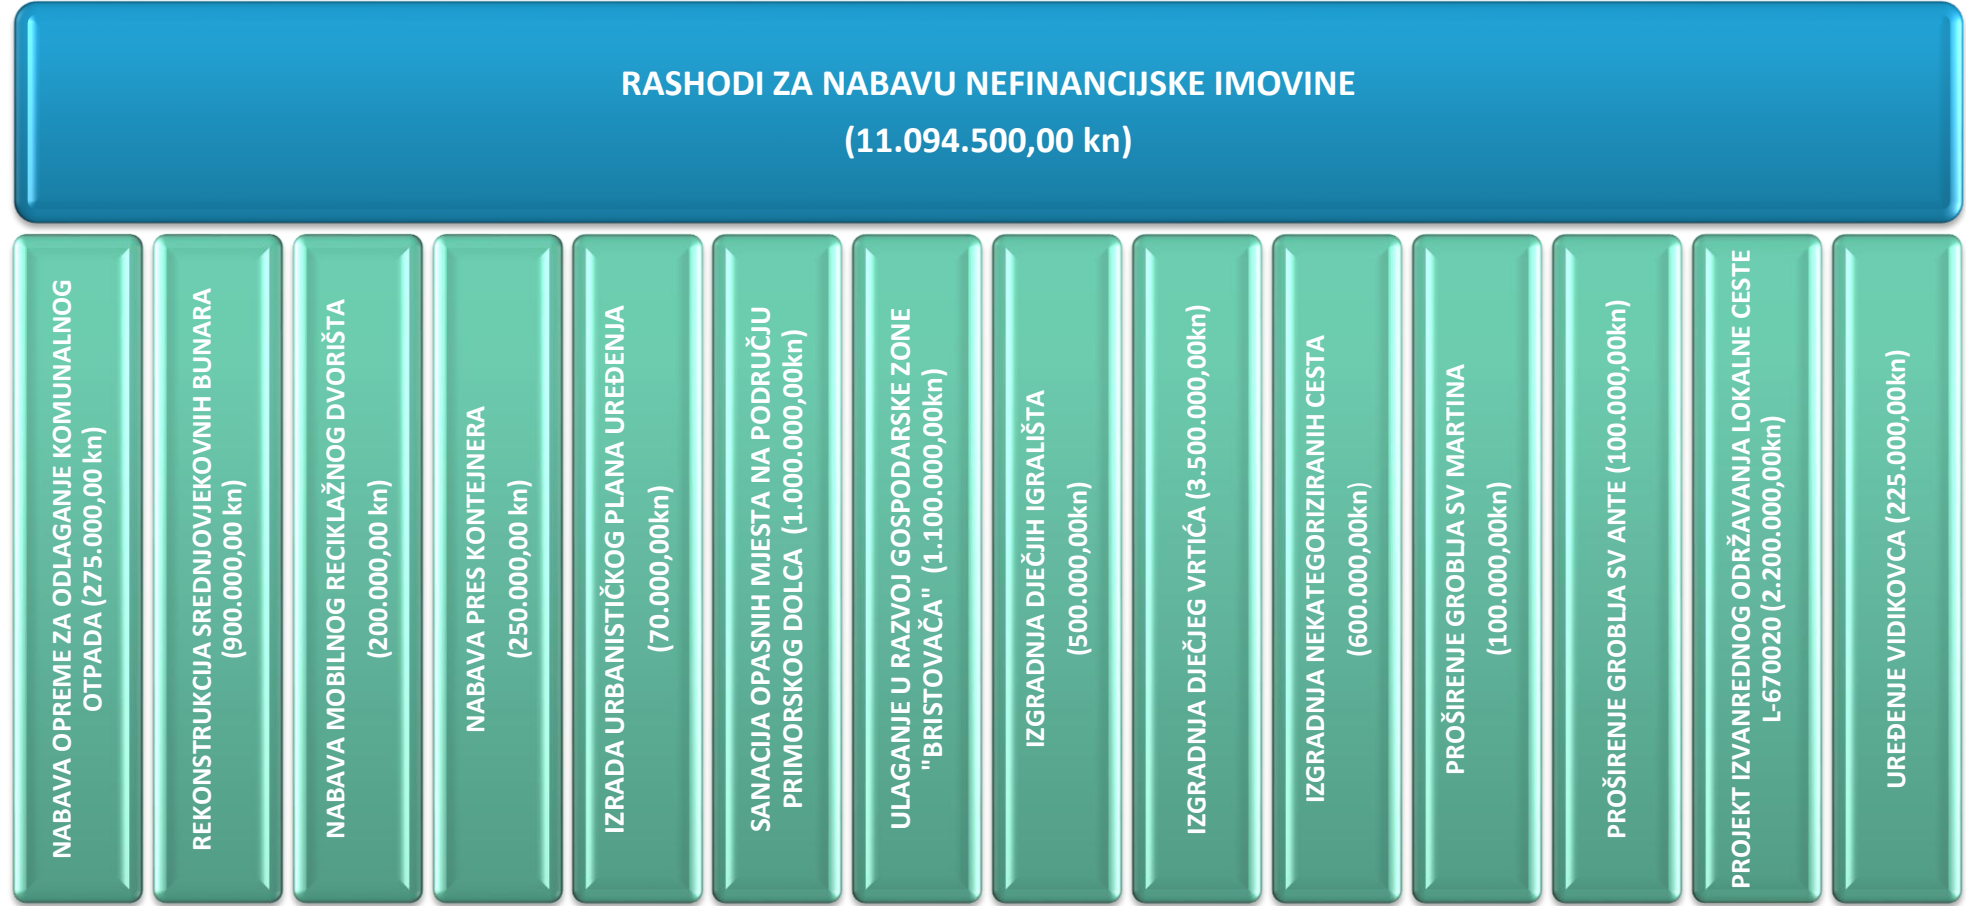 RASHODI ZA NABAVU NEFINANCIJSKE IMOVINE
(11.094.500,00 kn)
NABAVA OPREME ZA ODLAGANJE KOMUNALNOG
OTPADA (275.000,00 kn)
REKONSTRUKCIJA SREDNJOVJEKOVNIH BUNARA
(900.000,00 kn)
NABAVA MOBILNOG RECIKLAŽNOG DVORIŠTA
(200.000,00 kn)
NABAVA PRES KONTEJNERA
(250.000,00 kn)
IZRADA URBANISTIČKOG PLANA UREĐENJA
(70.000,00kn)
SANACIJA OPASNIH MJESTA NA PODRUČJU
PRIMORSKOG DOLCA (1.000.000,00kn)
ULAGANJE U RAZVOJ GOSPODARSKE ZONE
"BRISTOVAČA" (1.100.000,00kn)
IZGRADNJA DJEČJIH IGRALIŠTA
(500.000,00kn)
IZGRADNJA DJEČJEG VRTIĆA (3.500.000,00kn)
IZGRADNJA NEKATEGORIZIRANIH CESTA
(600.000,00kn)
PROŠIRENJE GROBLJA SV MARTINA
(100.000,00kn)
PROŠIRENJE GROBLJA SV ANTE (100.000,00kn)
PROJEKT IZVANREDNOG ODRŽAVANJA LOKALNE CESTE
L-6700020 (2.200.000,00kn)
UREĐENJE VIDIKOVCA (225.000,00kn)